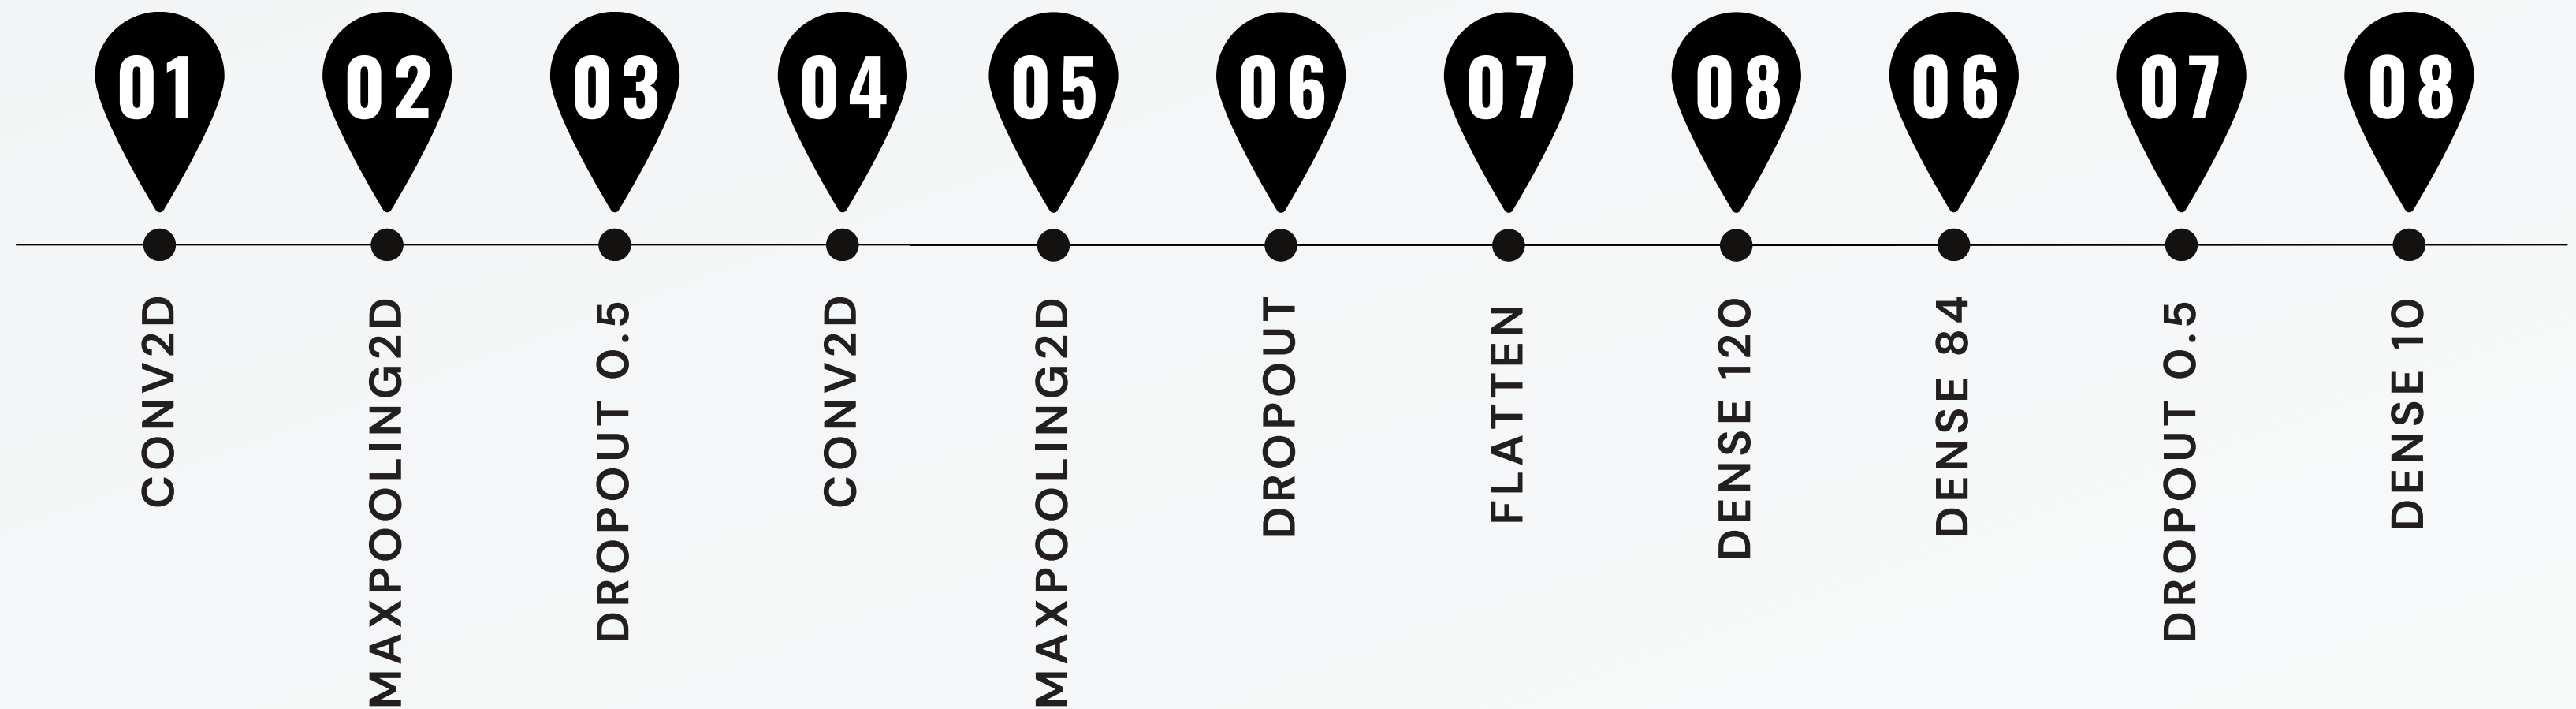 01 02 03 04 05 06 07 08 06 07 08
CONV2D
MAXPOOLING2D
DROPOUT 0.5
CONV2D
MAXPOOLING2D
DROPOUT
FLATTEN
DENSE 120
DENSE 84
DROPOUT 0.5
DENSE 10